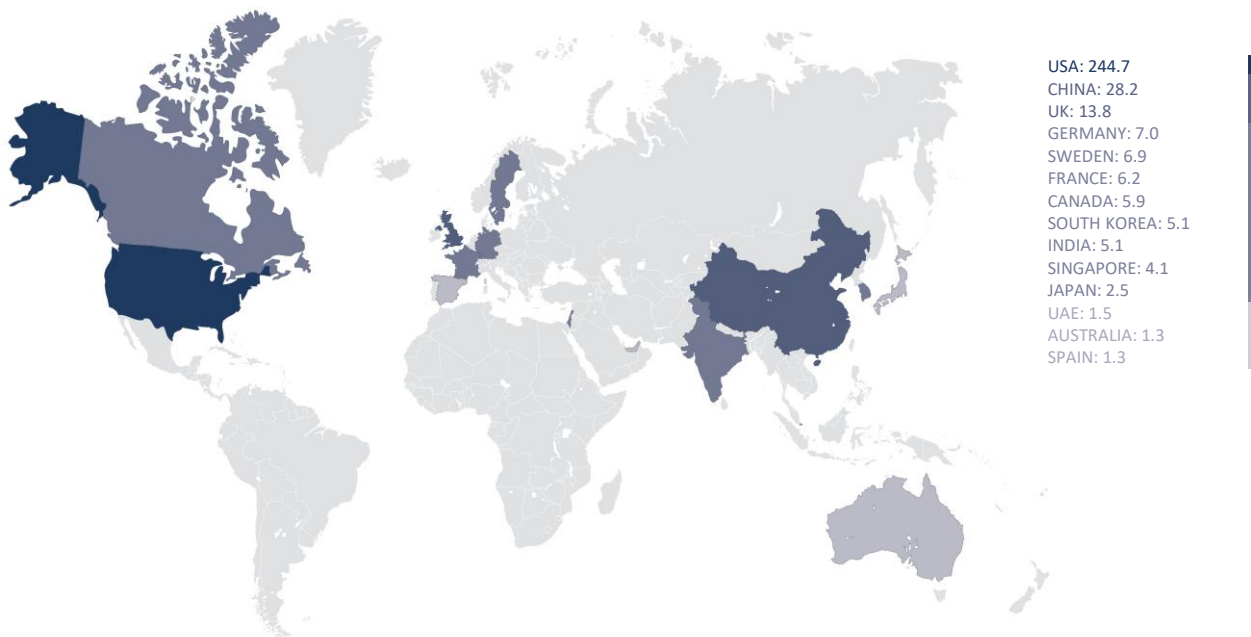 USA: 244.7
CHINA: 28.2
UK: 13.8
GERMANY: 7.0
SWEDEN: 6.9
FRANCE: 6.2
CANADA: 5.9
SOUTH KOREA: 5.1
INDIA: 5.1
SINGAPORE: 4.1
JAPAN: 2.5
UAE: 1.5
AUSTRALIA: 1.3
SPAIN: 1.3